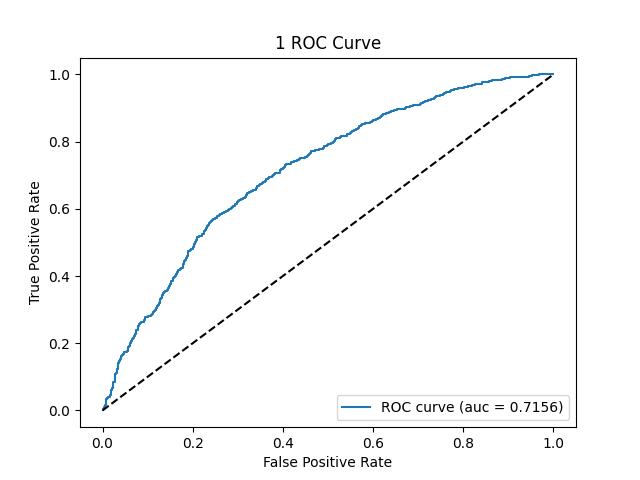 1 ROC Curve
True Positive Rate
1.0
0.8
0.6
0.4
0.2
0.0
ROC curve (auc = 0.7156)
0.0 0.2 0.4 0.6 0.8 1.0
False Positive Rate